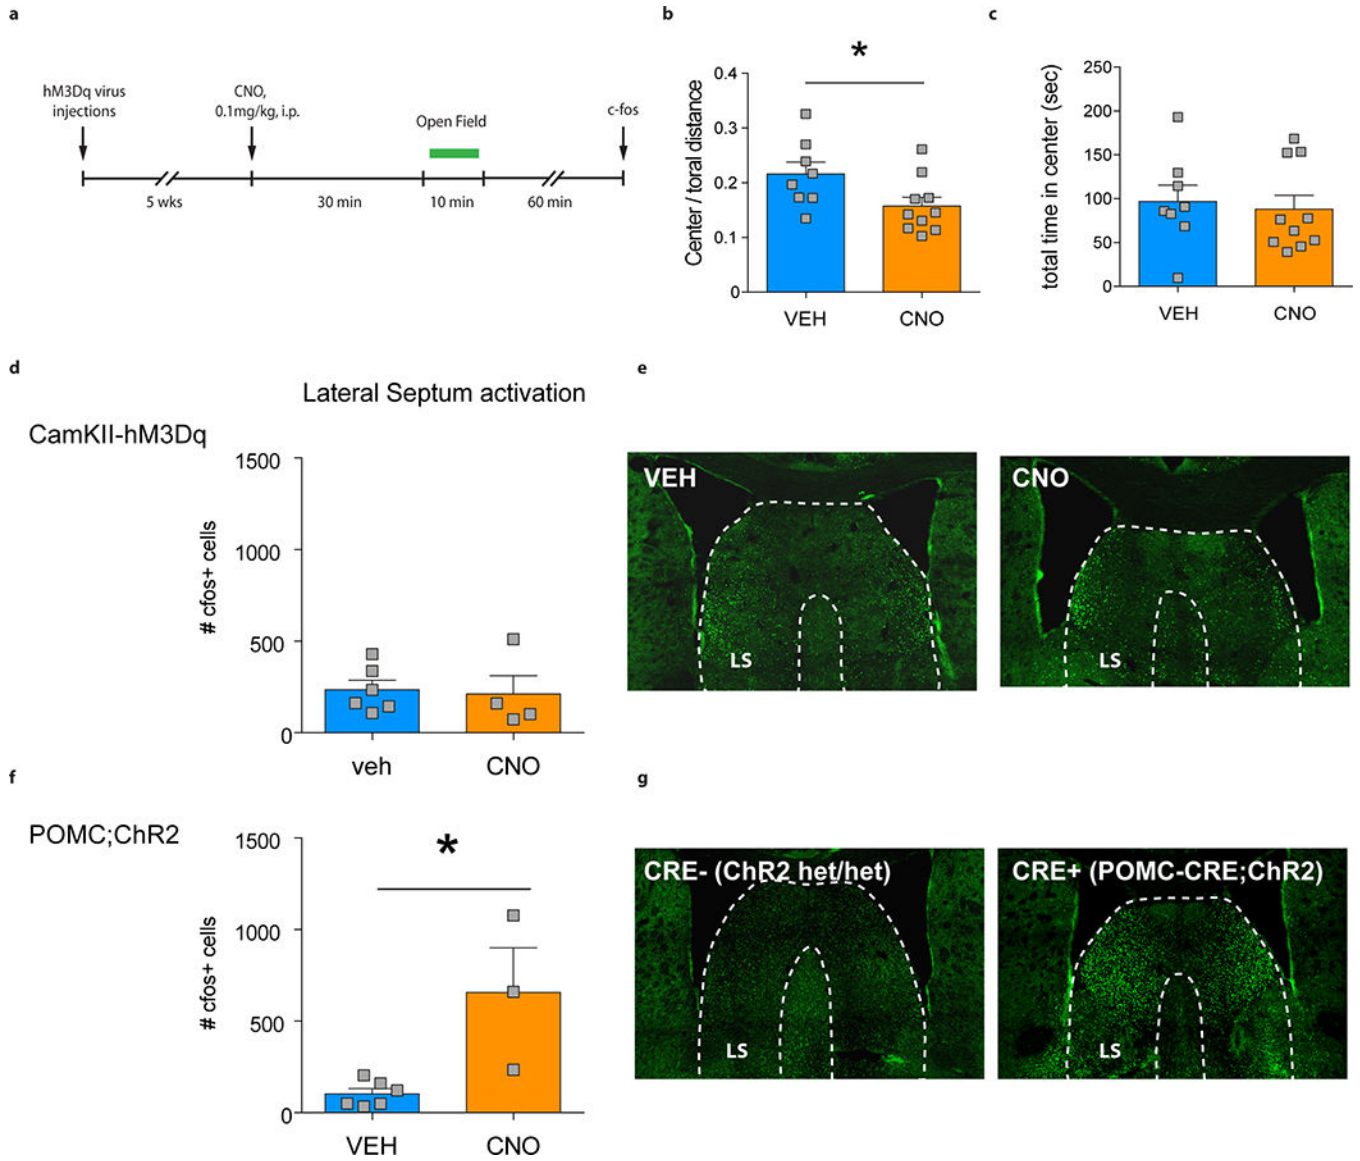 a
hM3Dq virus
injections
CNO,
0.1mg/kg, i.p.
Open Field
c-fos
5 wks
30 min
10 min
60 min
b
*
Center / toral distance
0.4
0.3
0.2
0.1
0
VEH
CNO
c
total time in center (sec)
250
200
150
100
50
0
VEH
CNO
d
Lateral Septum activation
CamKII-hM3Dq
# cfos+ cells
1500
1000
500
0
veh
CNO
e
VEH
LS
CNO
LS
f
POMC;ChR2
*
# cfos+ cells
1500
1000
500
0
VEH
CNO
g
CRE- (ChR2 het/het)
LS
CRE+ (POMC-CRE;ChR2)
LS